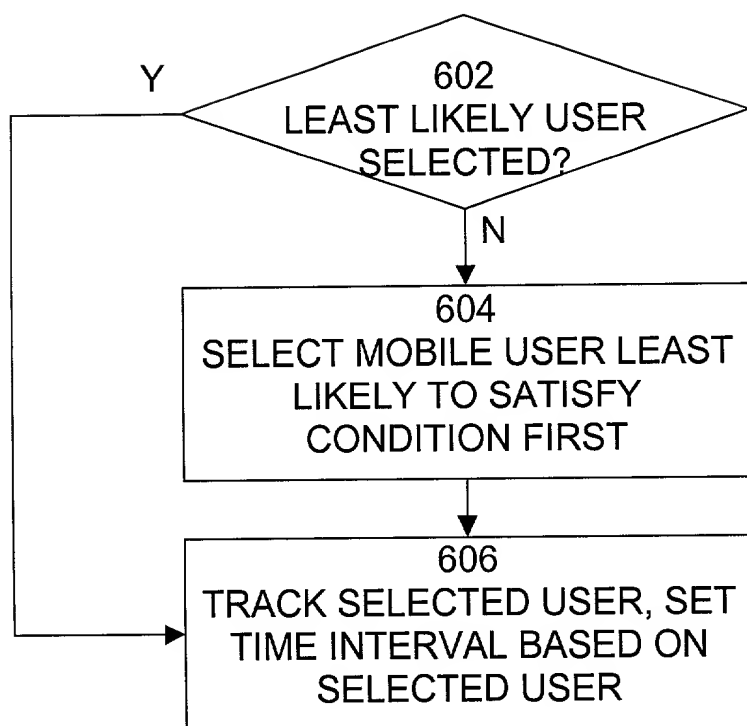 Y
602
LEAST LIKELY USER
SELECTED?
N
604
SELECT MOBILE USER LEAST
LIKELY TO SATISFY
CONDITION FIRST
606
TRACK SELECTED USER, SET
TIME INTERVAL BASED ON
SELECTED USER